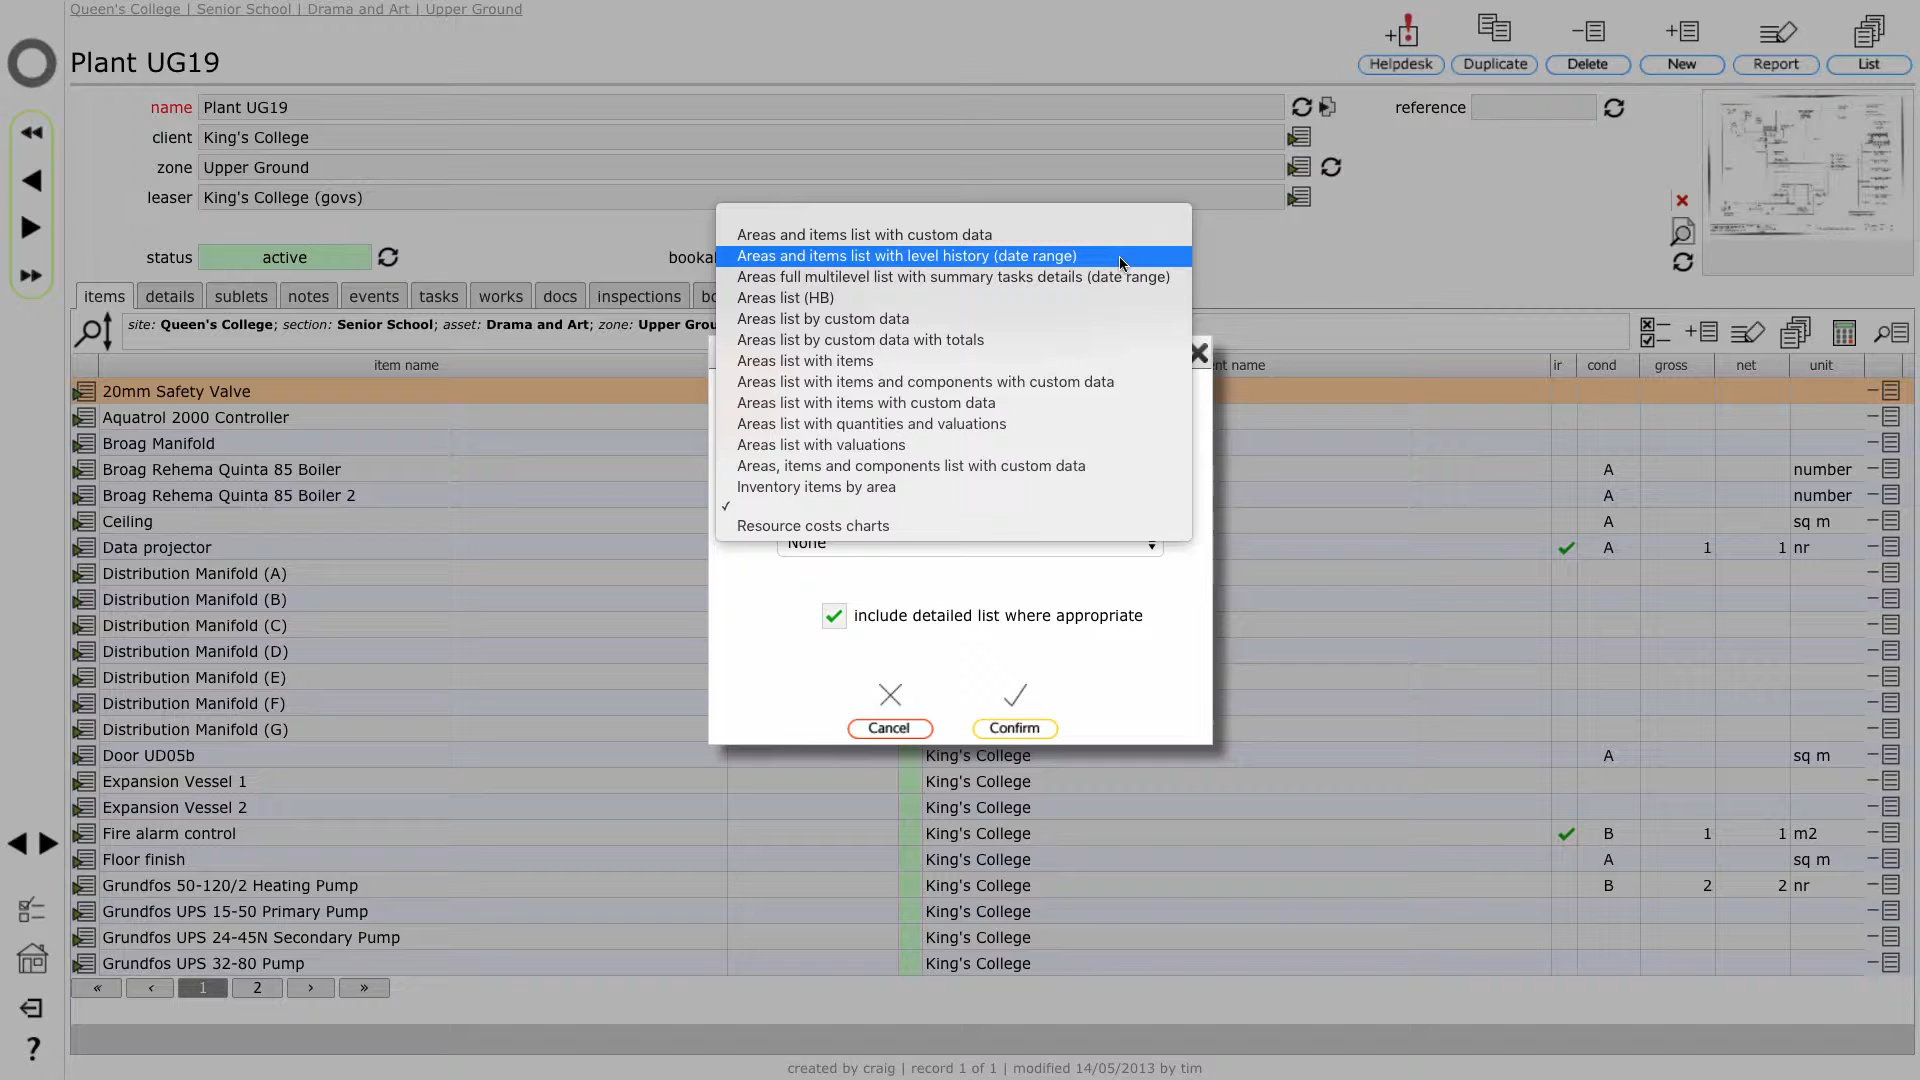 Queen's College | Senior School | Drama and Art | Upper Ground
Plant UG19
Helpdesk
Duplicate
Delete
New
Report
List
name
Plant UG19
reference
client
King's College
zone
Upper Ground
leaser
King's College (govs)
status
active
booka
Areas and items list with custom data
Areas and items list with level history (date range)
Areas full multilevel list with summary tasks details (date range)
Areas list (HB)
Areas list by custom data
Areas list by custom data with totals
Areas list with items
Areas list with items and components with custom data
Areas list with items with custom data
Areas list with quantities and valuations
Areas list with valuations
Areas, items and components list with custom data
Inventory items by area
Resource costs charts
None
include detailed list where appropriate
Cancel
Confirm
items
details
sublets
notes
events
tasks
works
docs
inspections
bo
site: Queen's College; section: Senior School; asset: Drama and Art; zone: Upper Grou
item name
nt name
ir
cond
gross
net
unit
20mm Safety Valve
Aquatrol 2000 Controller
Broag Manifold
Broag Rehema Quinta 85 Boiler A number
Broag Rehema Quinta 85 Boiler 2 A number
Ceiling A sq m
Data projector A 1 1 nr
Distribution Manifold (A)
Distribution Manifold (B)
Distribution Manifold (C)
Distribution Manifold (D)
Distribution Manifold (E)
Distribution Manifold (F)
Distribution Manifold (G)
Door UD05b King's College A sq m
Expansion Vessel 1 King's College
Expansion Vessel 2 King's College
Fire alarm control King's College B 1 1 m2
Floor finish King's College A sq m
Grundfos 50-120/2 Heating Pump King's College B 2 2 nr
Grundfos UPS 15-50 Primary Pump King's College
Grundfos UPS 24-45N Secondary Pump King's College
Grundfos UPS 32-80 Pump King's College
« ‹ 1 2 › »
?
created by craig | record 1 of 1 | modified 14/05/2013 by tim